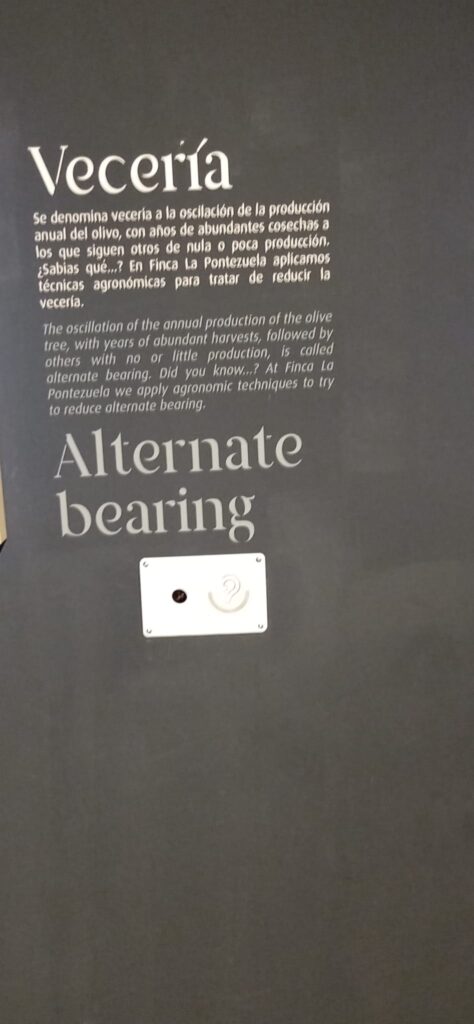 Vecería
Se denomina vecería a la oscilación de la producción
anual del olivo, con años de abundantes cosechas a
los que siguen otros de nula o poca producción.
¿Sabias qué...? En Finca La Pontezuela aplicamos
técnicas agronómicas para tratar de reducir la
vecería.
The oscillation of the annual production of the olive
tree, with years of abundant harvests, followed by
others with no or little production, is called
alternate bearing. Did you know...? At Finca La
Pontezuela we apply agronomic techniques to try
to reduce alternate bearing.
Alternate
bearing